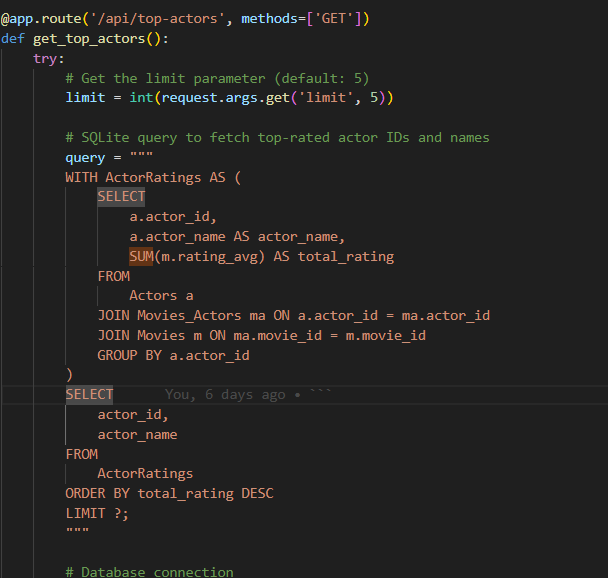 @app.route('/api/top-actors', methods=['GET'])
def get_top_actors():
    try:
        # Get the limit parameter (default: 5)
        limit = int(request.args.get('limit', 5))

        # SQLite query to fetch top-rated actor IDs and names
        query = """
        WITH ActorRatings AS (
            SELECT
                a.actor_id,
                a.actor_name AS actor_name,
                SUM(m.rating_avg) AS total_rating
            FROM
                Actors a
            JOIN Movies_Actors ma ON a.actor_id = ma.actor_id
            JOIN Movies m ON ma.movie_id = m.movie_id
            GROUP BY a.actor_id
        )
        SELECT You, 6 days ago • ```
            actor_id,
            actor_name
        FROM
            ActorRatings
        ORDER BY total_rating DESC
        LIMIT ?;
        """

        # Database connection